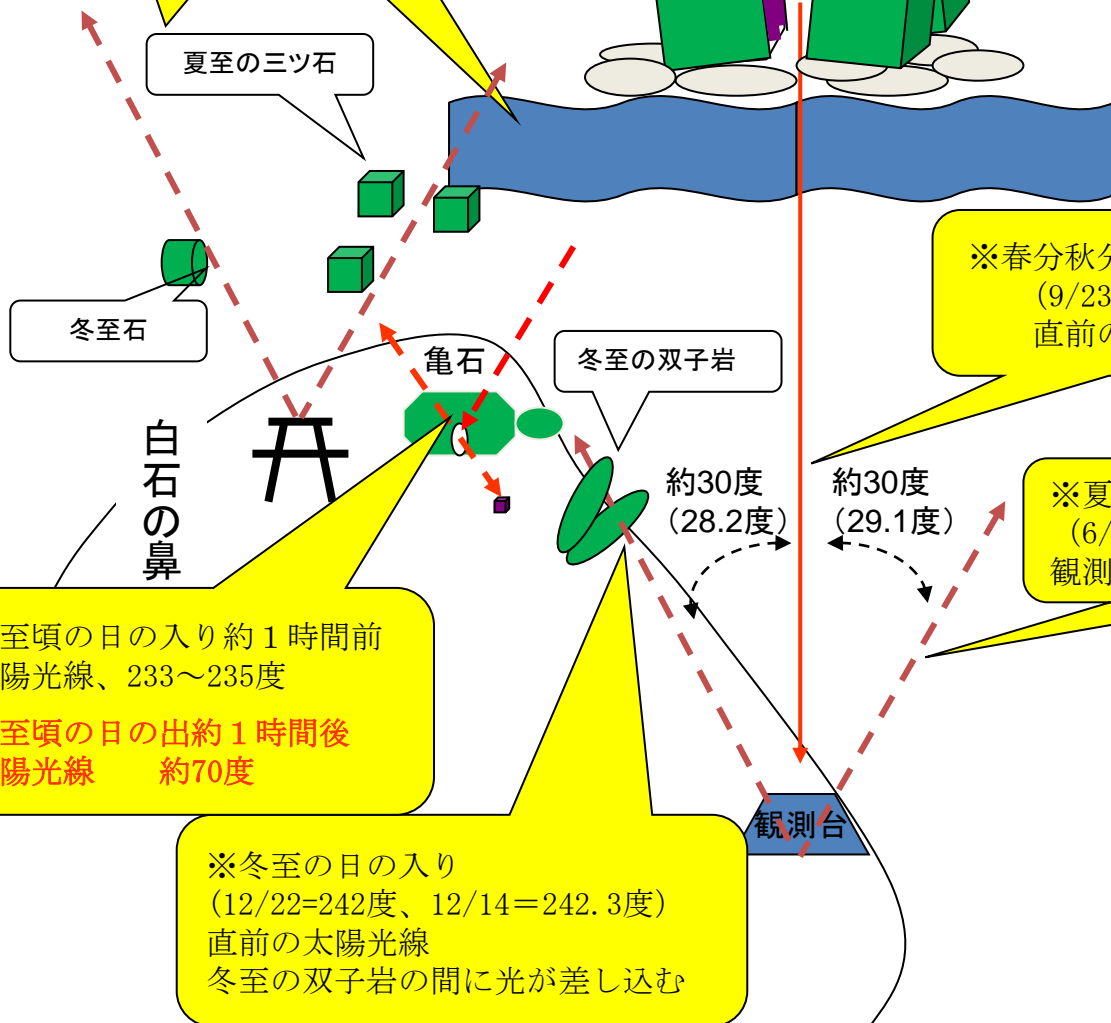 夏至の三ツ石
冬至石
亀石
冬至の双子岩
白石の鼻
※春分秋分
(9/23
直前の
約30度
（28.2度）
約30度
（29.1度）
※夏
(6/
観測
至頃の日の入り約１時間前
陽光線、233～235度
至頃の日の出約１時間後
陽光線　　約70度
観測台
※冬至の日の入り
(12/22=242度、12/14＝242.3度)
直前の太陽光線
冬至の双子岩の間に光が差し込む